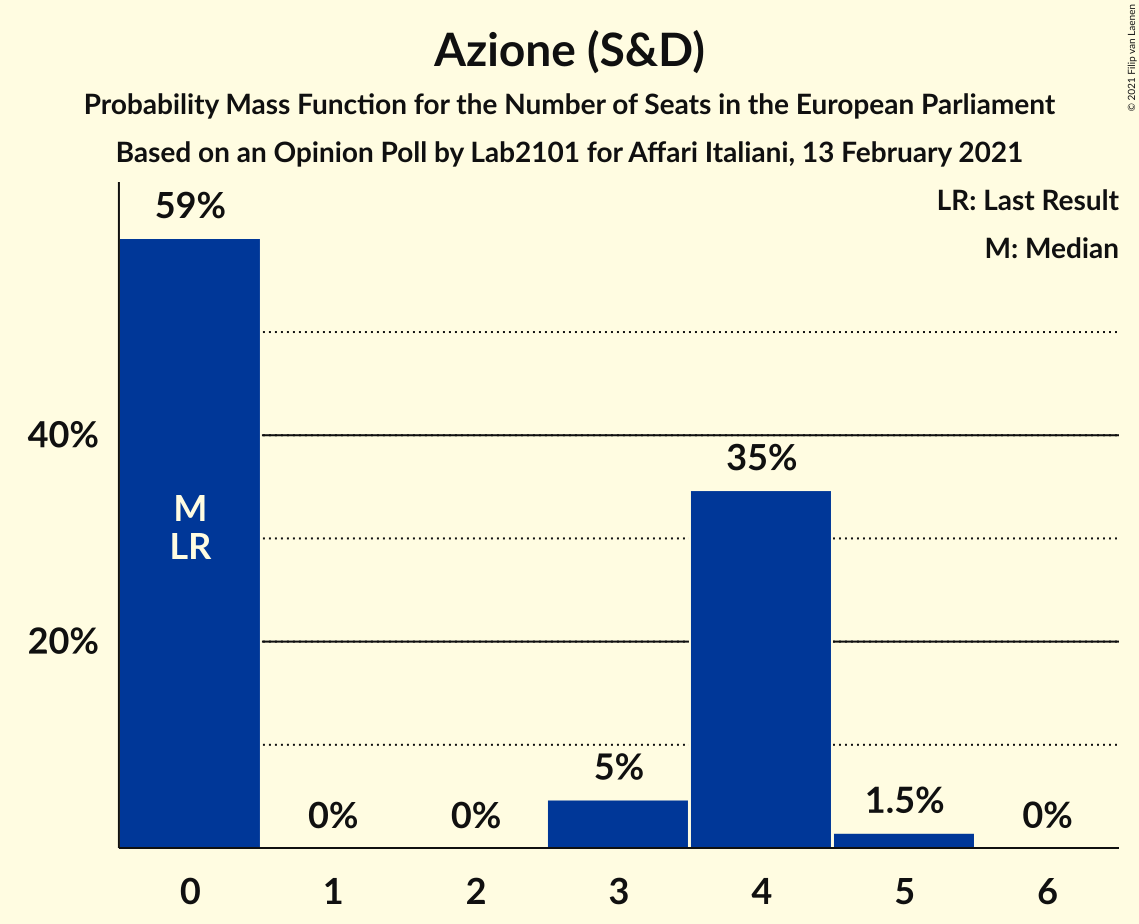 Azione (S&D)
Probability Mass Function for the Number of Seats in the European Parliament
Based on an Opinion Poll by Lab2101 for Affari Italiani, 13 February 2021
© 2021 Filip van Laenen
LR: Last Result
M: Median
59%
40%
35%
M
LR
20%
5%
1.5%
0%
0%
0%
0
1
2
3
4
5
6